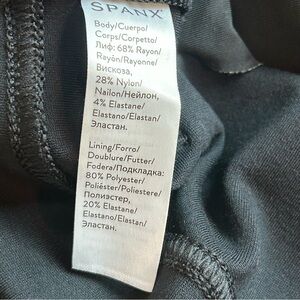 SPANX
Body/Cuerpo/
Corps/Corpetto/
Лиф: 68% Rayon/
Rayón/Rayonne/
Вискоза,
28% Nylon/
Nailon/Нейлон,
4% Elastane/
Elastano/Elastan/
Эластан.
Lining/Forro/
Doublure/Futter/
Fodera/Подкладка:
80% Polyester/
Poliéster/Poliestere/
Полиэстер,
20% Elastane/
Elastano/Elastan/
Эластан.